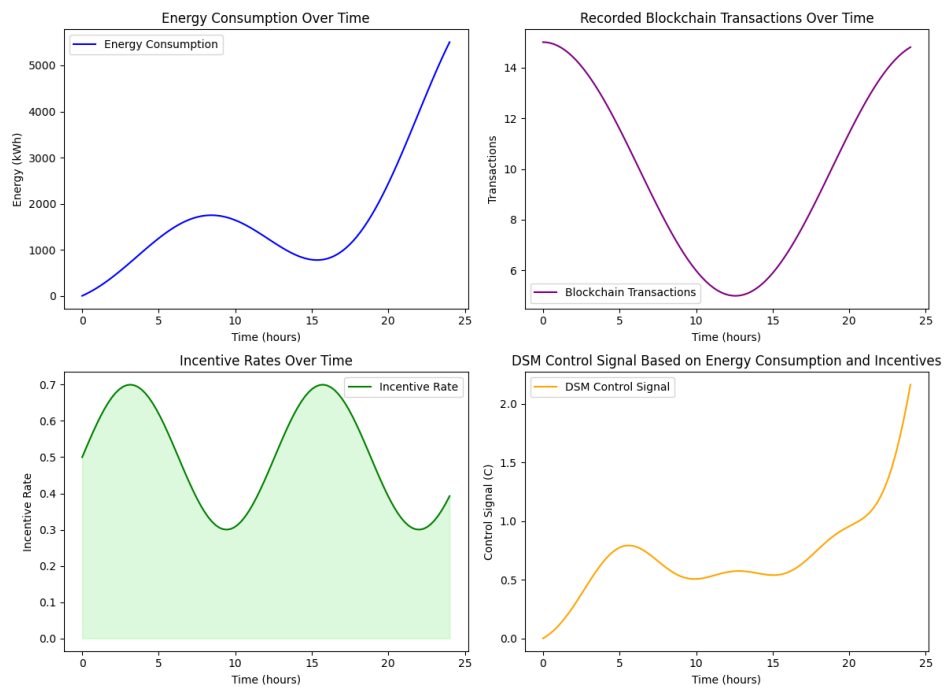 Energy Consumption Over Time
Energy Consumption
Energy (kWh)
5000
4000
3000
2000
1000
0
0 5 10 15 20 25
Time (hours)
Recorded Blockchain Transactions Over Time
Transactions
14
12
10
8
6
Blockchain Transactions
0 5 10 15 20 25
Time (hours)
Incentive Rates Over Time
Incentive Rate
Incentive Rate
0.7
0.6
0.5
0.4
0.3
0.2
0.1
0.0
0 5 10 15 20 25
Time (hours)
DSM Control Signal Based on Energy Consumption and Incentives
DSM Control Signal
Control Signal (C)
2.0
1.5
1.0
0.5
0.0
0 5 10 15 20 25
Time (hours)